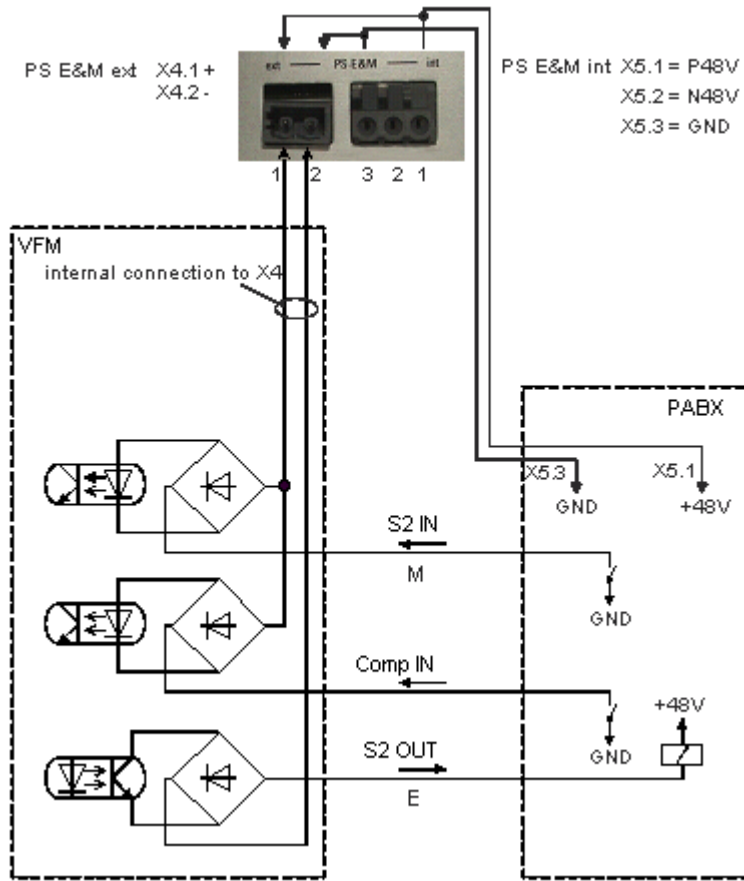 PS E&M ext X4.1 +
X4.2 -
ext PS E&M int
PS E&M int X5.1 = P48V
X5.2 = N48V
X5.3 = GND
1 2 3 2 1
VFM
internal connection to X4
PABX
X5.3 X5.1
GND +48V
S2 IN
M
GND
Comp IN
+48V
GND
S2 OUT
E